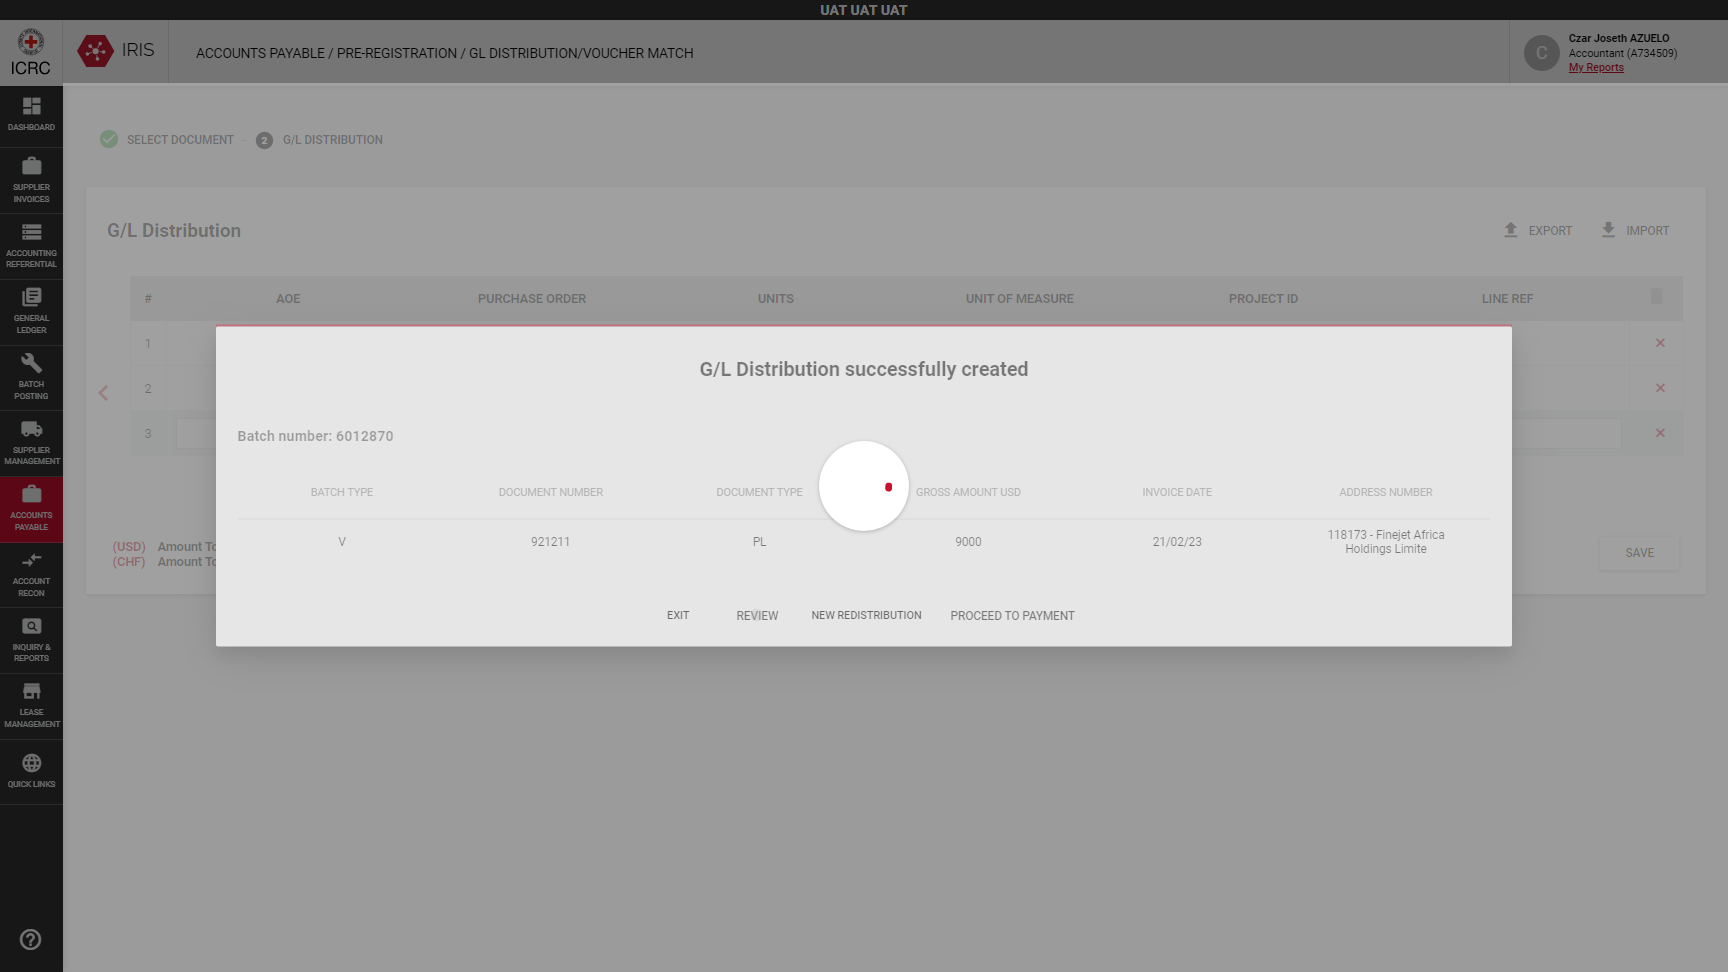 UAT UAT UAT
ICRC
IRIS
ACCOUNTS PAYABLE / PRE-REGISTRATION / GL DISTRIBUTION/VOUCHER MATCH
C
Czar Joseth AZUELO
Accountant (A734509)
My Reports
DASHBOARD
SUPPLIER
INVOICES
ACCOUNTING
REFERENTIAL
GENERAL
LEDGER
BATCH
POSTING
SUPPLIER
MANAGEMENT
ACCOUNTS
PAYABLE
ACCOUNT
RECON
INQUIRY &
REPORTS
LEASE
MANAGEMENT
QUICK LINKS
SELECT DOCUMENT
2 G/L DISTRIBUTION
G/L Distribution
EXPORT IMPORT
# AOE PURCHASE ORDER UNITS UNIT OF MEASURE PROJECT ID LINE REF
1
2
3
G/L Distribution successfully created
Batch number: 6012870
BATCH TYPE DOCUMENT NUMBER DOCUMENT TYPE GROSS AMOUNT USD INVOICE DATE ADDRESS NUMBER
V 921211 PL 9000 21/02/23 118173 - Finejet Africa
Holdings Limite
EXIT REVIEW NEW REDISTRIBUTION PROCEED TO PAYMENT
(USD) Amount To
(CHF) Amount To
SAVE